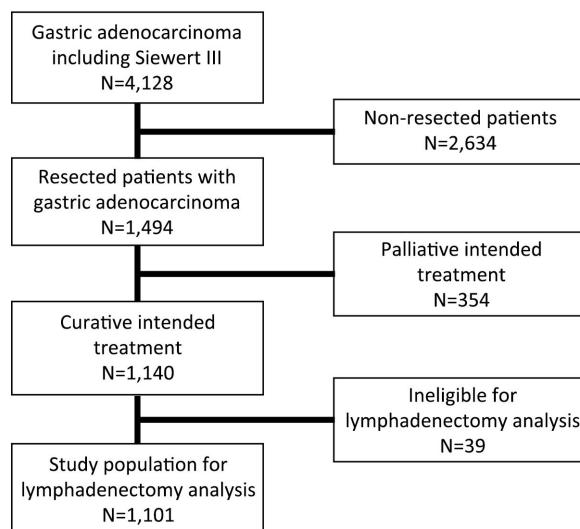 Gastric adenocarcinoma
including Siewert III
N=4,128
Non-resected patients
N=2,634
Resected patients with
gastric adenocarcinoma
N=1,494
Palliative intended
treatment
N=354
Curative intended
treatment
N=1,140
Ineligible for
lymphadenectomy analysis
N=39
Study population for
lymphadenectomy analysis
N=1,101